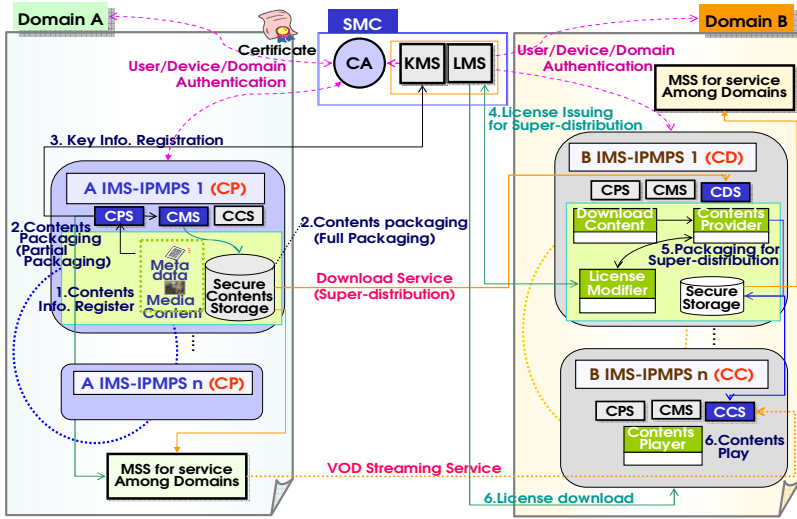 Domain A
SMC
Domain B
Certificate
CA
KMS
LMS
User/Device/Domain
Authentication
User/Device/Domain
Authentication
MSS for service
Among Domains
4.License Issuing
for Super-distribution
3. Key Info. Registration
A IMS-IPMPS 1 (CP)
CPS
CMS
CCS
2.Contents
Packaging
(Partial
Packaging)
2.Contents packaging
(Full Packaging)
Meta
data
Media
Content
1.Contents
Info. Register
Secure
Contents
Storage
Download Service
(Super-distribution)
B IMS-IPMPS 1 (CD)
CPS
CMS
CDS
Download
Content
Contents
Provider
5.Packaging for
Super-distribution
License
Modifier
Secure
Storage
A IMS-IPMPS n (CP)
B IMS-IPMPS n (CC)
CPS
CMS
CCS
Contents
Player
6.Contents
Play
MSS for service
Among Domains
VOD Streaming Service
6.License download